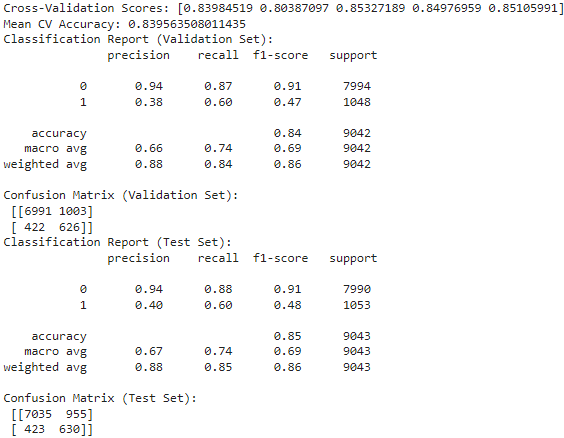 Cross-Validation Scores: [0.83984519 0.80387097 0.85327189 0.84976959 0.85105991]
Mean CV Accuracy: 0.839563508011435
Classification Report (Validation Set):
              precision    recall  f1-score   support

           0       0.94      0.87      0.91      7994
           1       0.38      0.60      0.47      1048

    accuracy                           0.84      9042
   macro avg       0.66      0.74      0.69      9042
weighted avg       0.88      0.84      0.86      9042

Confusion Matrix (Validation Set):
 [[6991 1003]
 [ 422  626]]
Classification Report (Test Set):
              precision    recall  f1-score   support

           0       0.94      0.88      0.91      7990
           1       0.40      0.60      0.48      1053

    accuracy                           0.85      9043
   macro avg       0.67      0.74      0.69      9043
weighted avg       0.88      0.85      0.86      9043

Confusion Matrix (Test Set):
 [[7035  955]
 [ 423  630]]